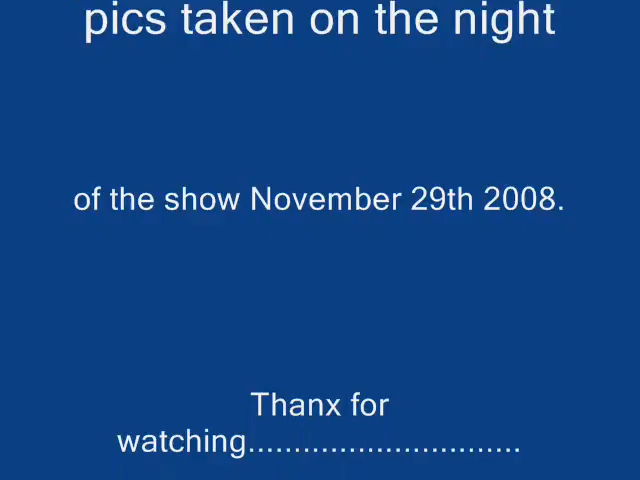 pics taken on the night
of the show November 29th 2008.
Thanx for
watching..............................